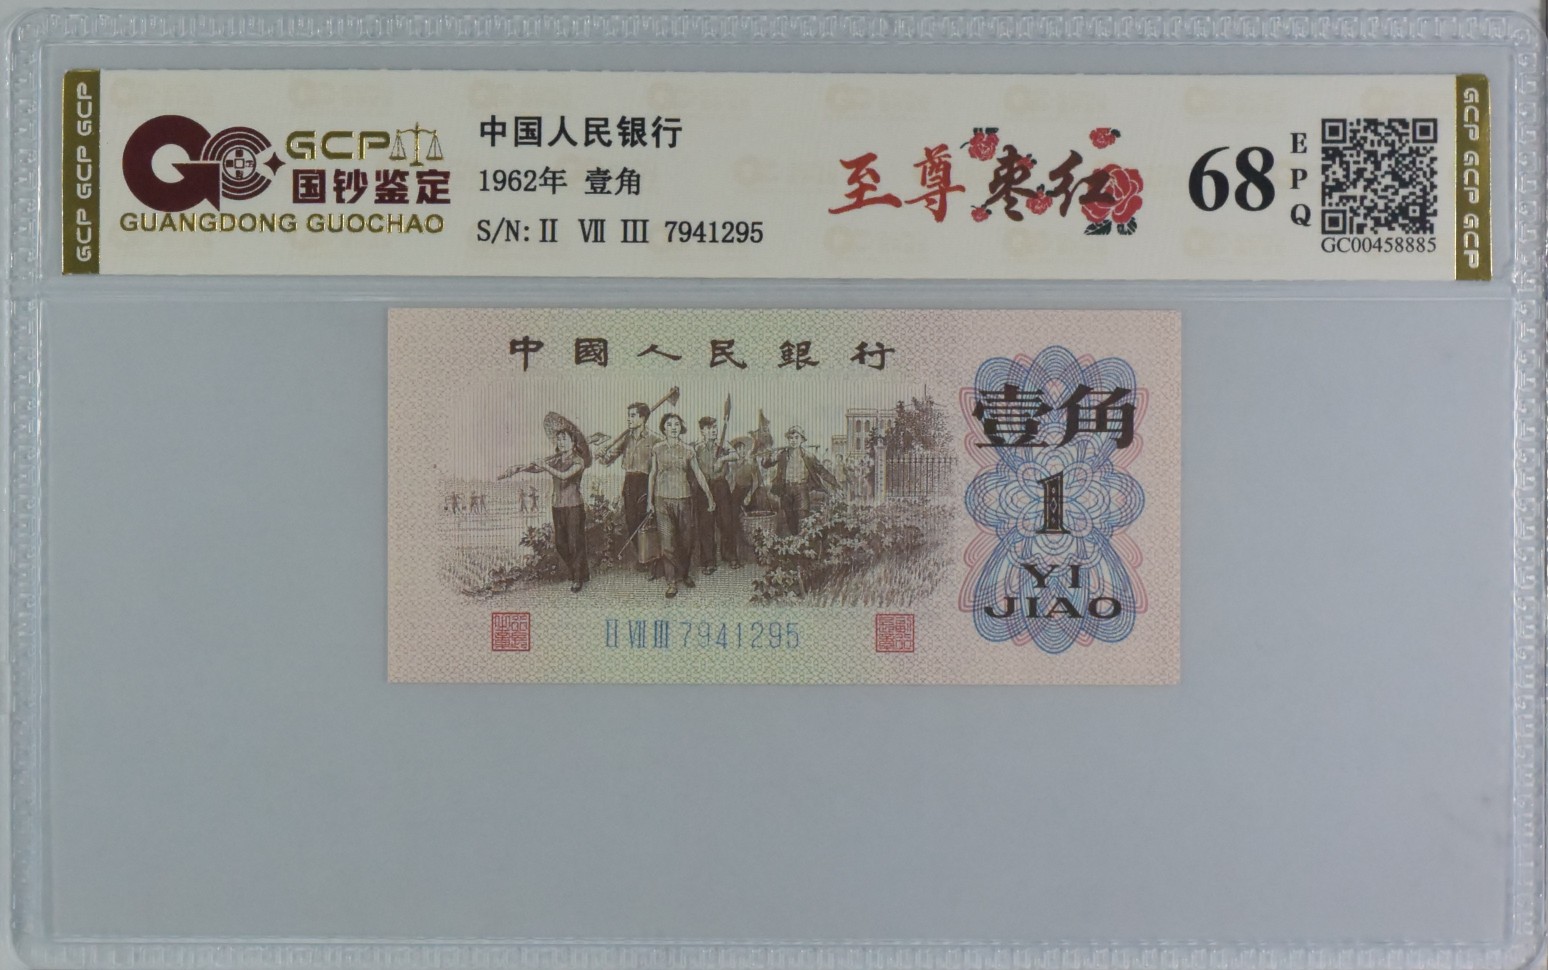 GCP GCP GCP
GCP
国钞鉴定
GUANGDONG GUOCHAO
中国人民银行
1962年 壹角
S/N: II VII III 7941295
至尊枣红
68
EPQ
GC00458885
GCP GCP GCP
中國人民銀行
壹角
1
YI
JIAO
II VII III 7941295